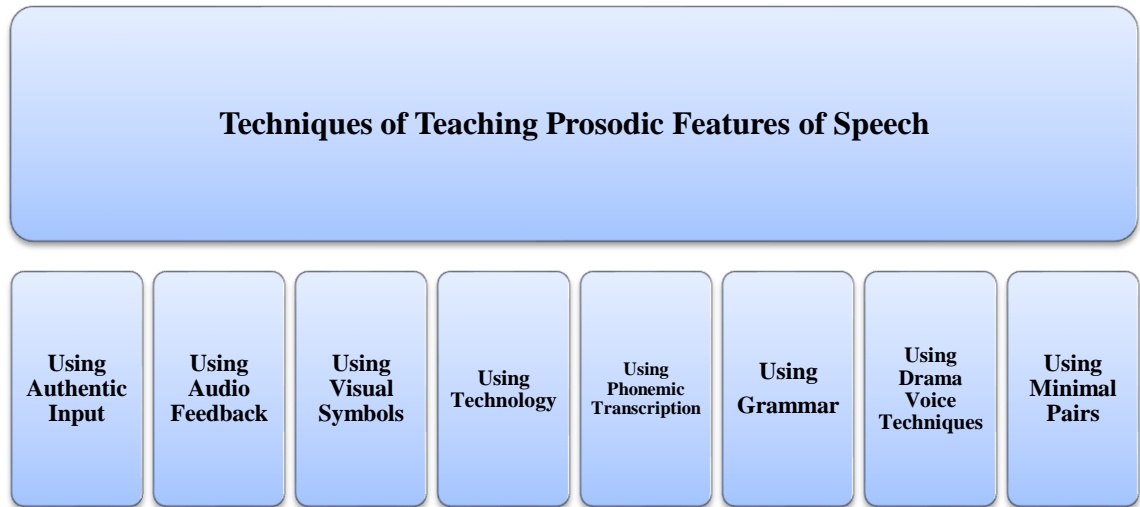 Techniques of Teaching Prosodic Features of Speech
Using
Authentic
Input
Using
Audio
Feedback
Using
Visual
Symbols
Using
Technology
Using
Phonemic
Transcription
Using
Grammar
Using
Drama
Voice
Techniques
Using
Minimal
Pairs